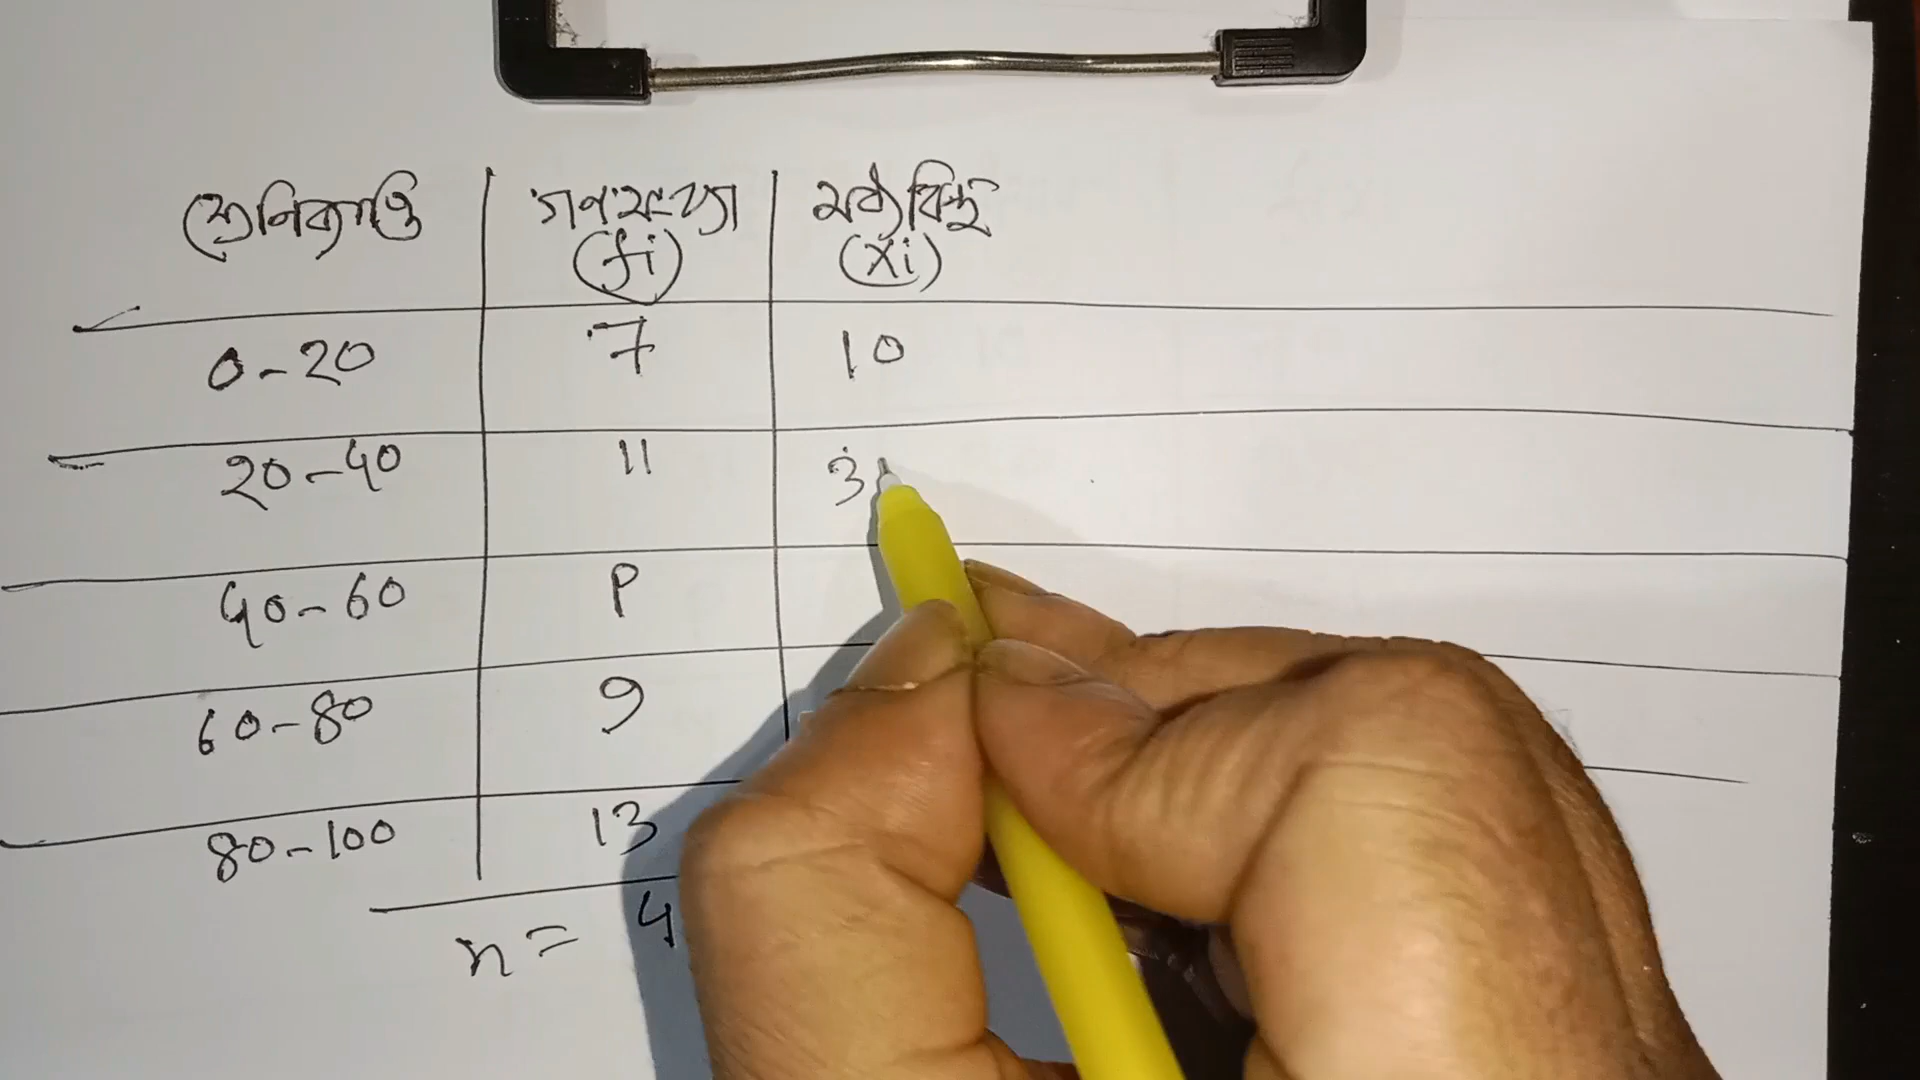 শ্রেনিব্যাপ্তি গণসংখ্যা মধ্যবিন্দু
(fi) (xi)
0-20 7 10
20-40 11 3
40-60 P
60-80 9
80-100 13
n = 4